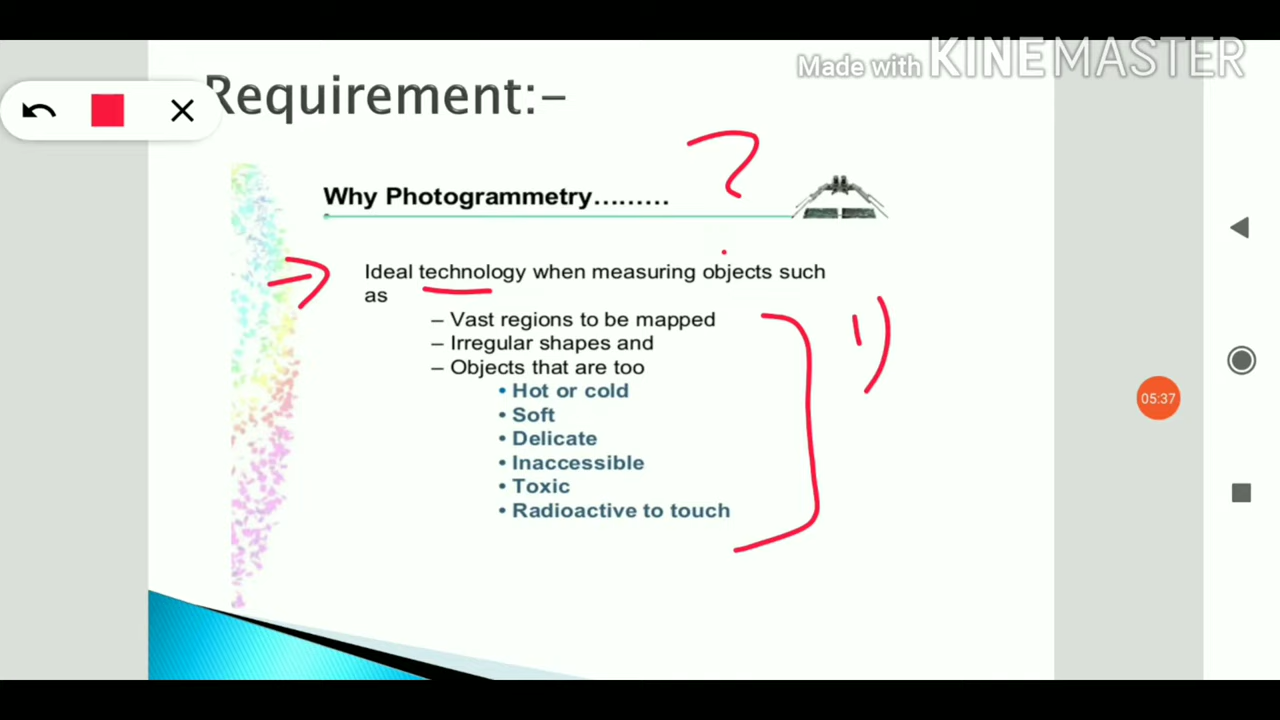 Made with KINEMASTER
Requirement:–
Why Photogrammetry......... ?
Ideal technology when measuring objects such
as
– Vast regions to be mapped
– Irregular shapes and
– Objects that are too
• Hot or cold
• Soft
• Delicate
• Inaccessible
• Toxic
• Radioactive to touch
05:37